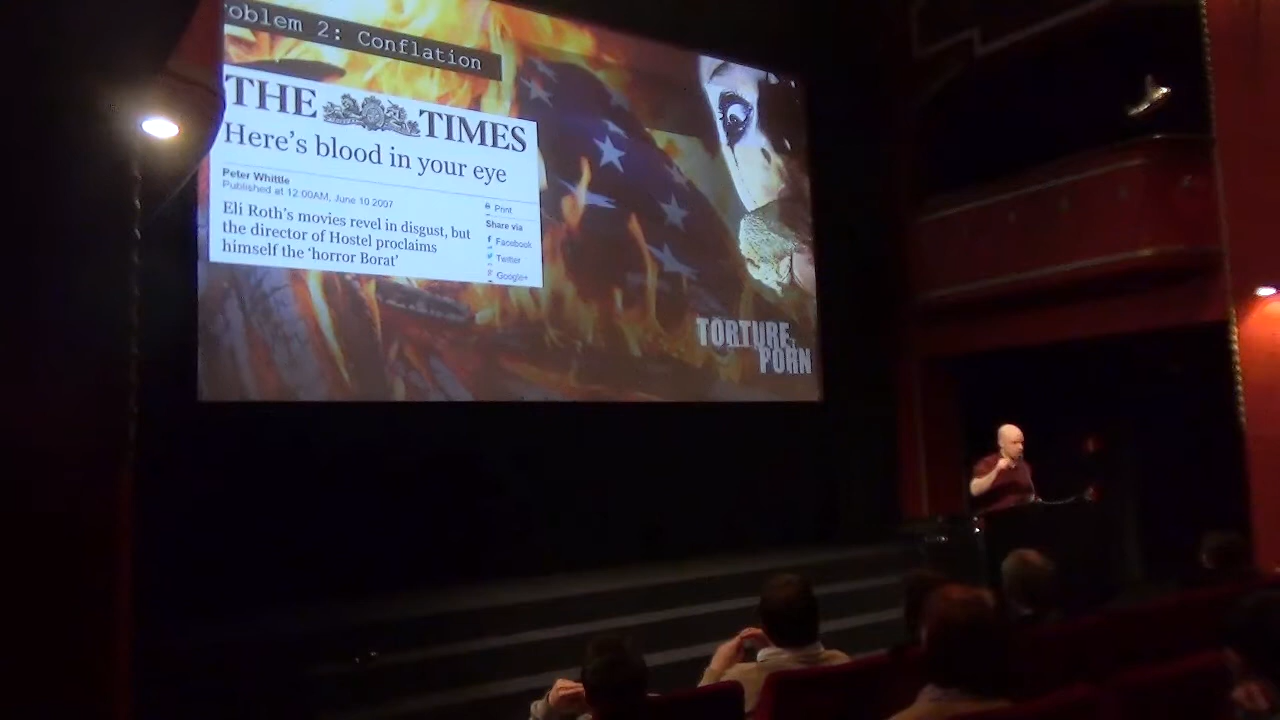 oblem 2: Conflation
THE TIMES
Here's blood in your eye
Peter Whittle
Published at 12:00AM, June 10 2007
Eli Roth's movies revel in disgust, but
the director of Hostel proclaims
himself the 'horror Borat'
Print
Share via
Facebook
Twitter
Google+
TORTURE
PORN